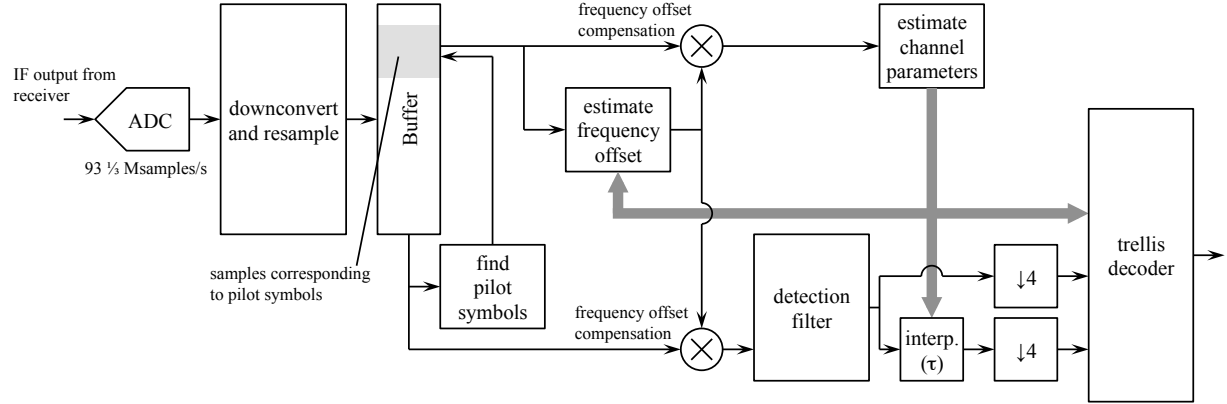 IF output from
receiver
ADC
93 ⅓ Msamples/s
downconvert
and resample
Buffer
samples corresponding
to pilot symbols
find
pilot
symbols
frequency offset
compensation
estimate
frequency
offset
frequency offset
compensation
estimate
channel
parameters
detection
filter
interp.
(τ)
↓4
↓4
trellis
decoder